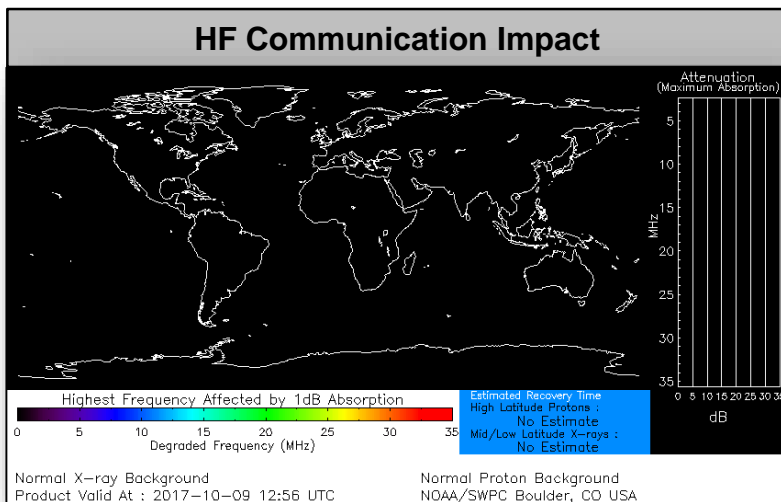 HF Communication Impact
Attenuation
(Maximum Absorption)
5
10
15
20
25
30
35
MHz
0 5 10 15 20 25 30 35
dB
Highest Frequency Affected by 1dB Absorption
0 5 10 15 20 25 30 35
Degraded Frequency (MHz)
Estimated Recovery Time
High Latitude Protons :
No Estimate
Mid/Low Latitude X-rays :
No Estimate
Normal X-ray Background
Product Valid At : 2017-10-09 12:56 UTC
Normal Proton Background
NOAA/SWPC Boulder, CO USA